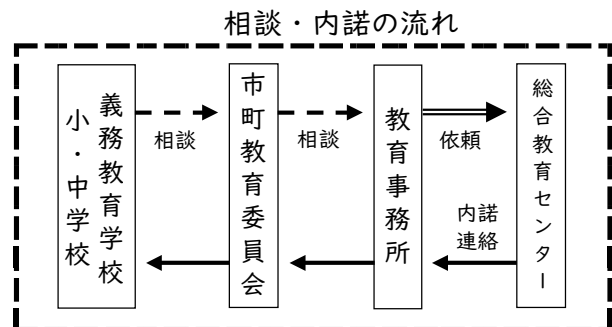 相談・内諾の流れ
義務教育学校
小・中学校
相談
市町教育委員会
相談
教育事務所
依頼
内諾
連絡
総合教育センター